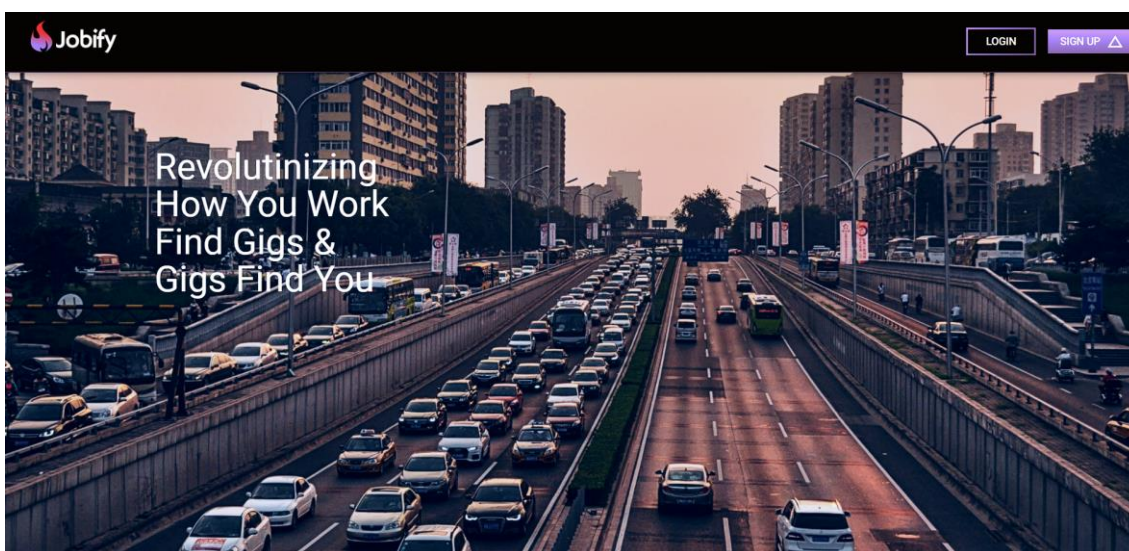 Jobify
LOGIN
SIGN UP
Revolutinizing
How You Work
Find Gigs &
Gigs Find You